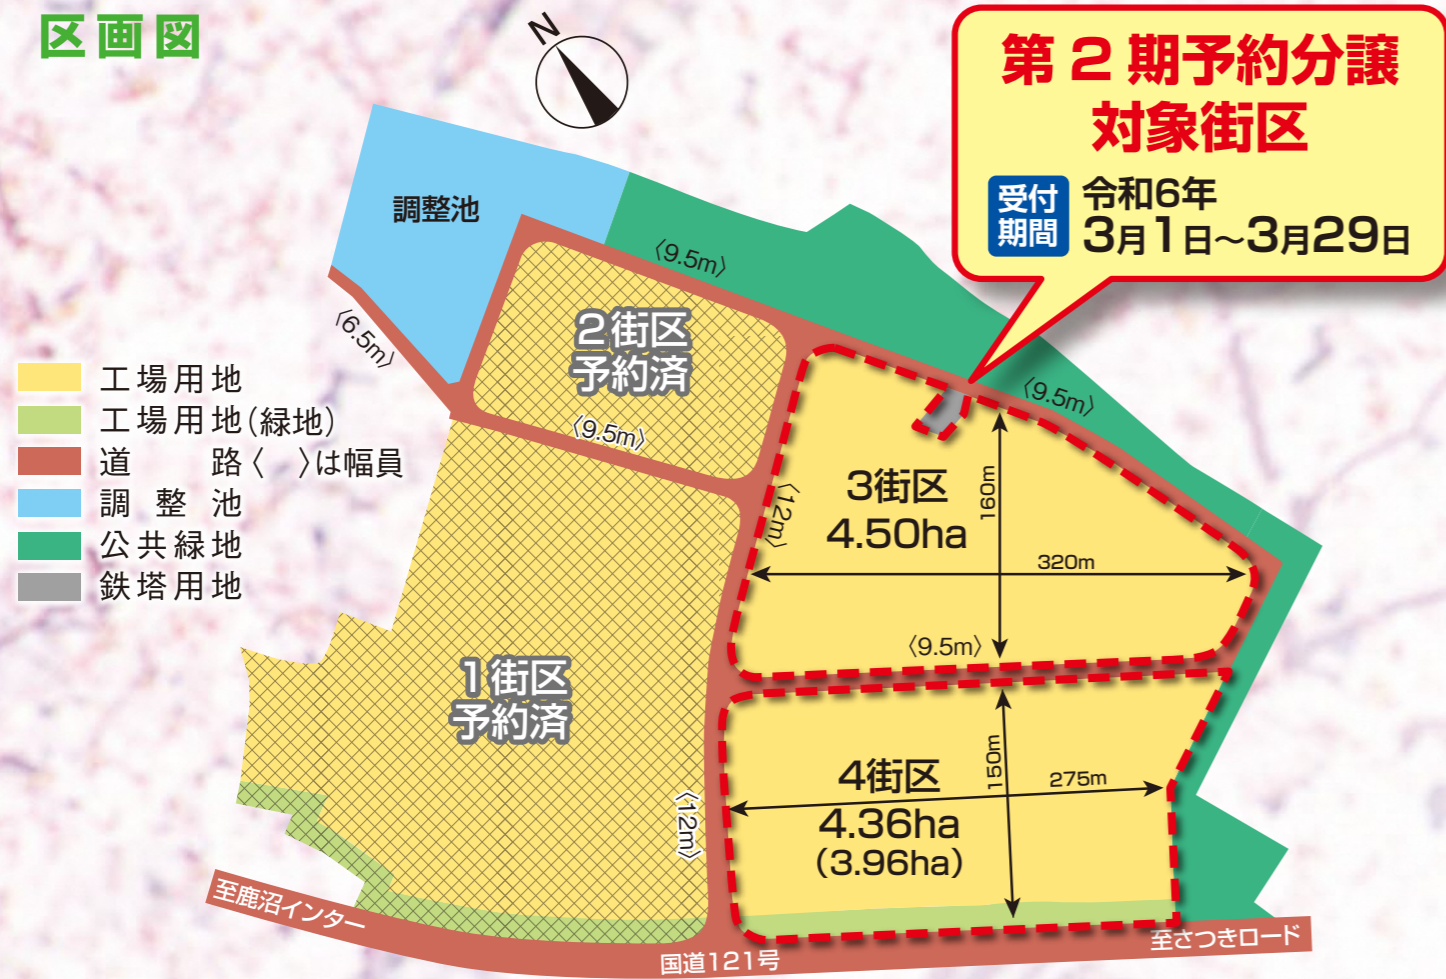 区画図
N
第2期予約分譲
対象街区
受付
期間
令和6年
3月1日~3月29日
調整池
〈9.5m〉
〈6.5m〉
2街区
予約済
〈9.5m〉
〈9.5m〉
工場用地
工場用地(緑地)
道　路〈　〉は幅員
調整池
公共緑地
鉄塔用地
3街区
4.50ha
160m
〈12m〉
320m
〈9.5m〉
1街区
予約済
4街区
4.36ha
(3.96ha)
150m
275m
〈12m〉
至鹿沼インター
国道121号
至さつきロード